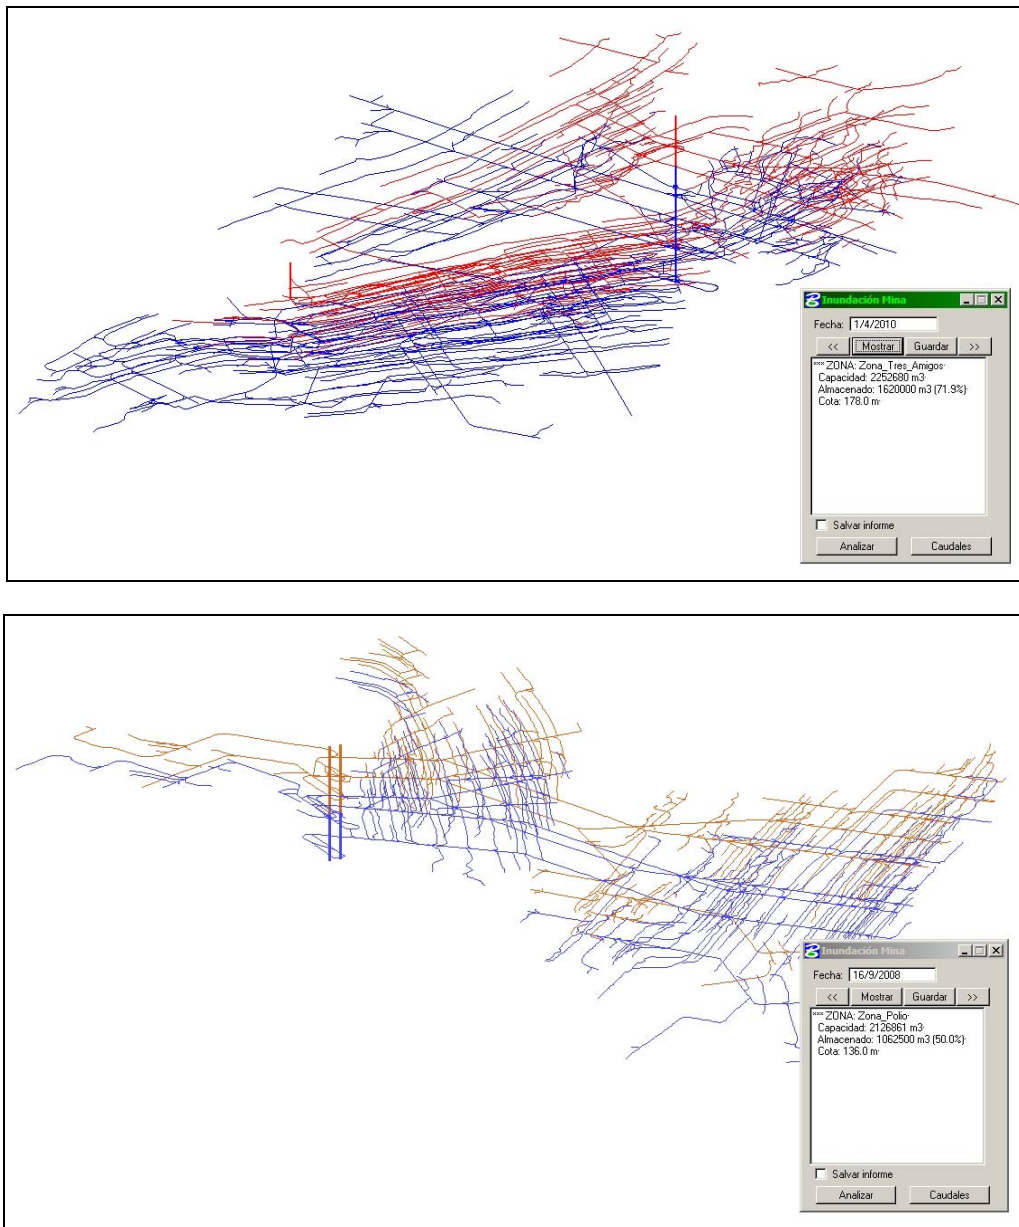 Inundación Mina
Fecha: 1/4/2010
<< Mostrar Guardar >>
*** ZONA: Zona_Tres_Amigos
Capacidad: 2252680 m3
Almacenado: 1620000 m3 (71.9%)
Cota: 178.0 m
Salvar informe
Analizar Caudales
Inundación Mina
Fecha: 16/9/2008
<< Mostrar Guardar >>
*** ZONA: Zona_Polio
Capacidad: 2126861 m3
Almacenado: 1062500 m3 (50.0%)
Cota: 136.0 m
Salvar informe
Analizar Caudales